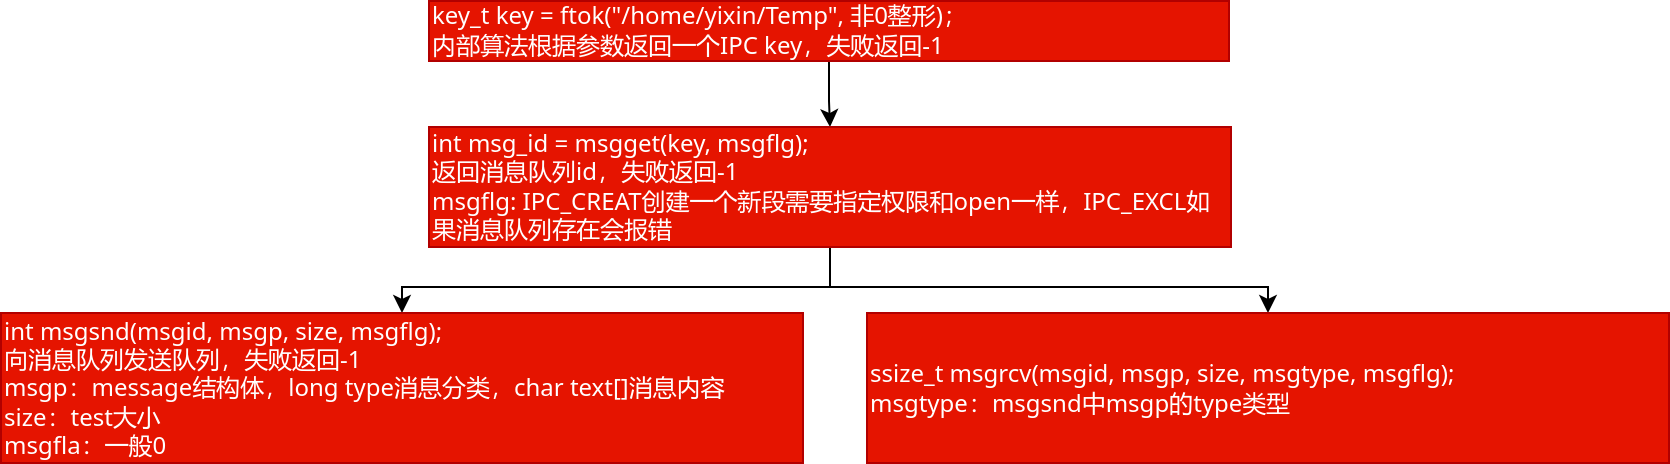 key_t key = ftok("/home/yixin/Temp", 非0整形);
内部算法根据参数返回一个IPC key，失败返回-1
int msg_id = msgget(key, msgflg);
返回消息队列id，失败返回-1
msgflg: IPC_CREAT创建一个新段需要指定权限和open一样，IPC_EXCL如
果消息队列存在会报错
int msgsnd(msgid, msgp, size, msgflg);
向消息队列发送队列，失败返回-1
msgp：message结构体，long type消息分类，char text[]消息内容
size：test大小
msgfla：一般0
ssize_t msgrcv(msgid, msgp, size, msgtype, msgflg);
msgtype：msgsnd中msgp的type类型